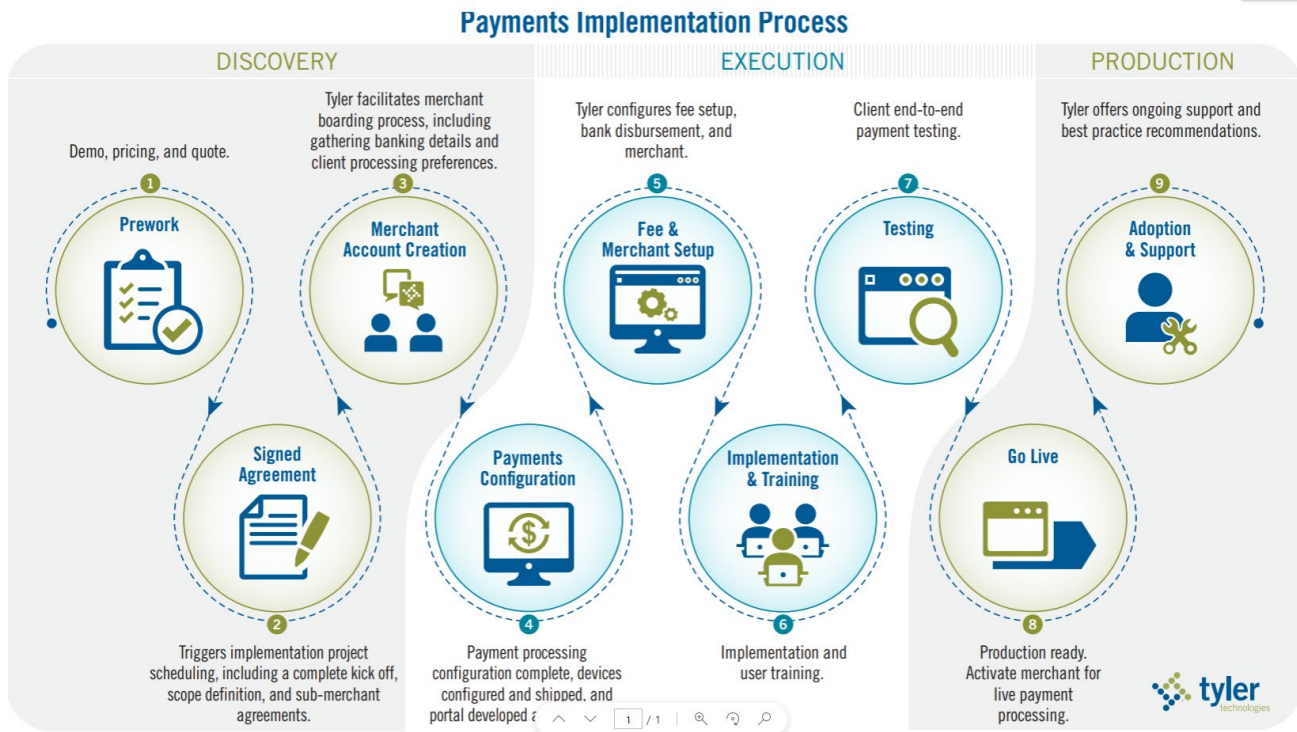 Payments Implementation Process
DISCOVERY
EXECUTION
PRODUCTION
Demo, pricing, and quote.
1
Prework
Signed
Agreement
2
Triggers implementation project
scheduling, including a complete kick off,
scope definition, and sub-merchant
agreements.
Tyler facilitates merchant
boarding process, including
gathering banking details and
client processing preferences.
3
Merchant
Account Creation
Payments
Configuration
$
4
Payment processing
configuration complete, devices
configured and shipped, and
portal developed
Tyler configures fee setup,
bank disbursement, and
merchant.
5
Fee &
Merchant Setup
Implementation
& Training
6
Implementation and
user training.
Client end-to-end
payment testing.
7
Testing
Go Live
8
Production ready.
Activate merchant for
live payment
processing.
Tyler offers ongoing support and
best practice recommendations.
9
Adoption
& Support
tyler
technologies
1 / 1